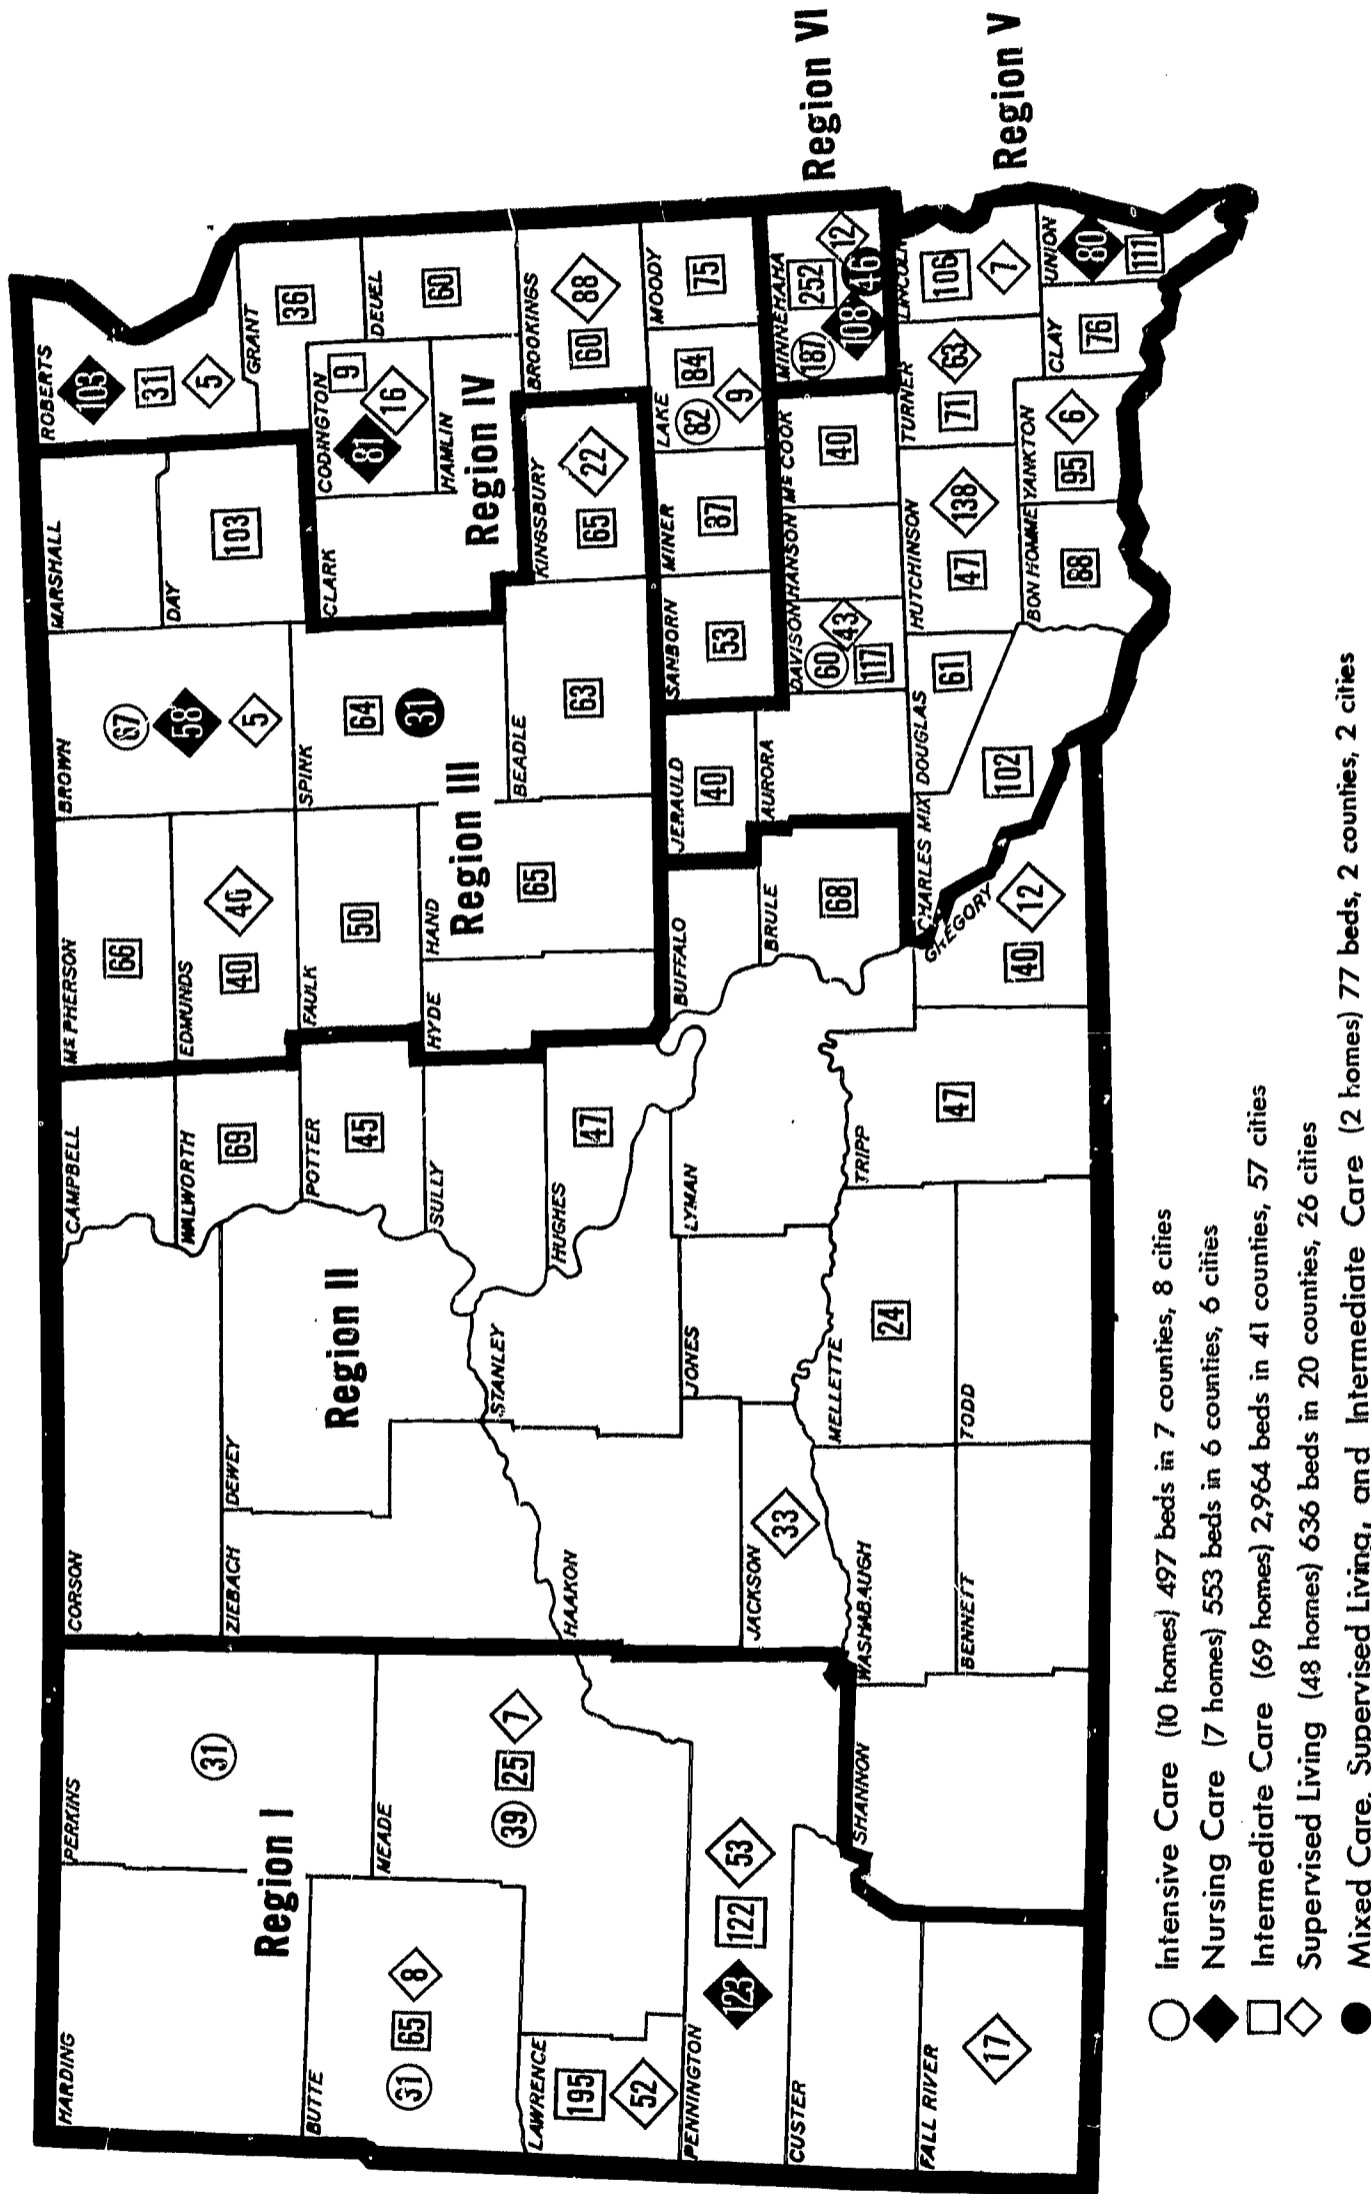 HARDING
PERKINS
31
Region I
BUTTE
31 65 8
MEADE
39 25 7
LAWRENCE
195
52
PENNINGTON
123 122 53
CUSTER
FALL RIVER
17
SHANNON
CORSON
CAMPBELL
WALWORTH
69
DEWEY
ZIEBACH
POTTER
45
Region II
SULLY
HUGHES
47
STANLEY
HAAKON
JONES
LYMAN
JACKSON
33
WASHABAUGH
MELLETTE
24
TRIPP
47
BENNETT
TODD
GREGORY
40 12
BUFFALO
BRULE
68
McPHERSON
66
BROWN
67
58
5
MARSHALL
DAY
103
EDMUNDS
40 40
FAULK
50
SPINK
64
31
HYDE
HAND
65
Region III
BEADLE
63
KINGSBURY
65 22
ROBERTS
103
31
5
GRANT
36
CODINGTON
9
81 16
DEUEL
60
CLARK
HAMLIN
Region IV
BROOKINGS
60 88
JERAULD
40
SANBORN
53
MINER
87
LAKE
82 84
9
MOODY
75
AURORA
DAVISON
60 43
117
HANSON
McCOOK
40
MINNEHAHA
187 252 12
108 46
Region VI
CHARLES MIX
102
DOUGLAS
61
HUTCHINSON
47 138
TURNER
71 63
LINCOLN
106
7
BON HOMME
88
YANKTON
95 6
CLAY
76
UNION
80
111
Region V
Intensive Care (10 homes) 497 beds in 7 counties, 8 cities
Nursing Care (7 homes) 553 beds in 6 counties, 6 cities
Intermediate Care (69 homes) 2,964 beds in 41 counties, 57 cities
Supervised Living (48 homes) 636 beds in 20 counties, 26 cities
Mixed Care, Supervised Living, and Intermediate Care (2 homes) 77 beds, 2 counties, 2 cities